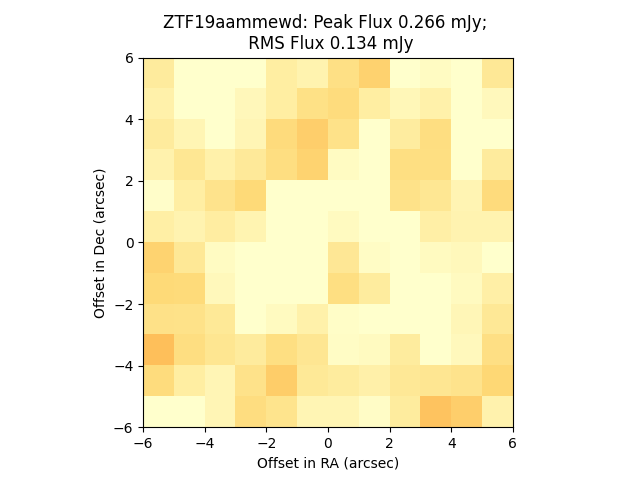 ZTF19aammewd: Peak Flux 0.266 mJy;
RMS Flux 0.134 mJy
6
4
2
0
−2
−4
−6
Offset in Dec (arcsec)
−6 −4 −2 0 2 4 6
Offset in RA (arcsec)